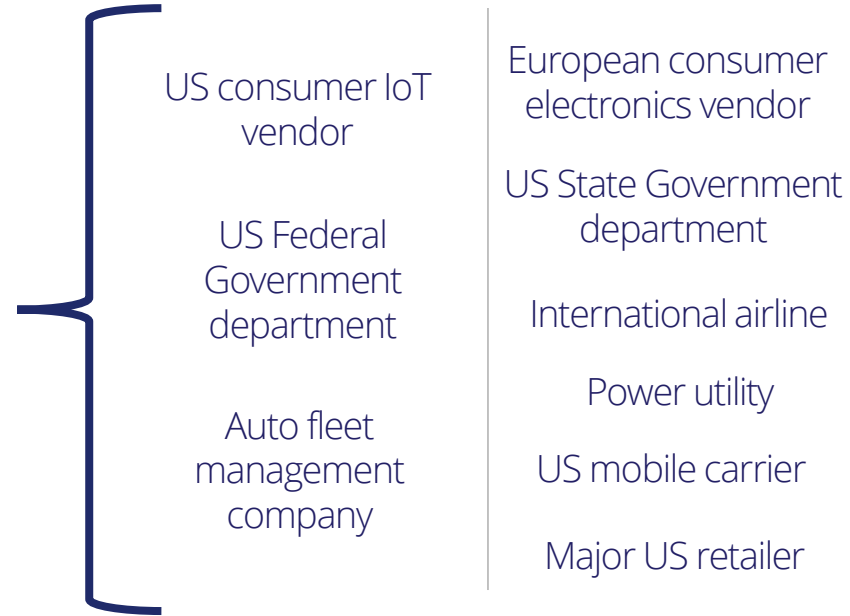 US consumer IoT
vendor
US Federal
Government
department
Auto fleet
management
company
European consumer
electronics vendor
US State Government
department
International airline
Power utility
US mobile carrier
Major US retailer